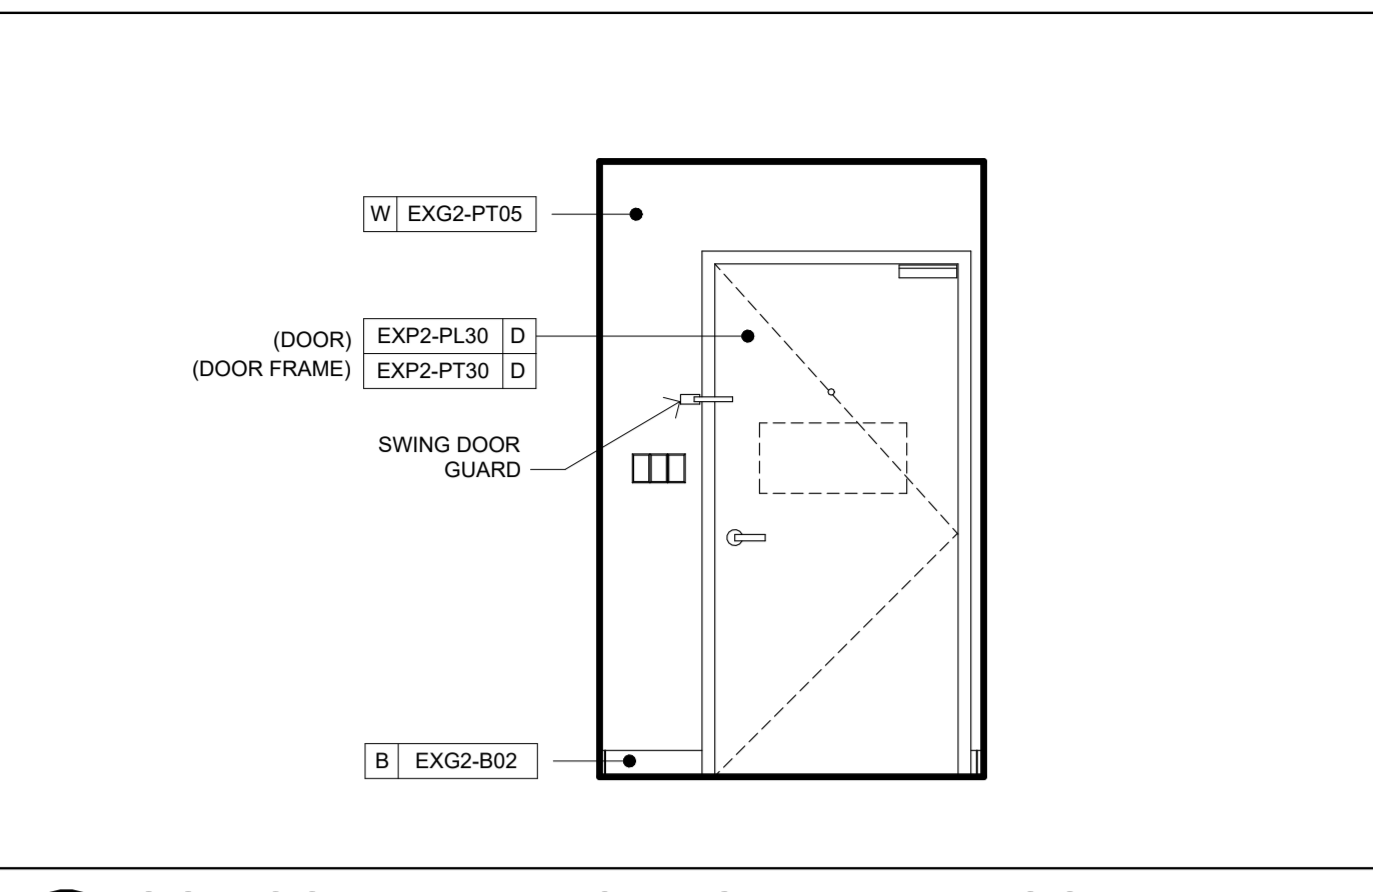 W EXG2-PT05
(DOOR) EXP2-PL30 D
(DOOR FRAME) EXP2-PT30 D
SWING DOOR
GUARD
B EXG2-B02